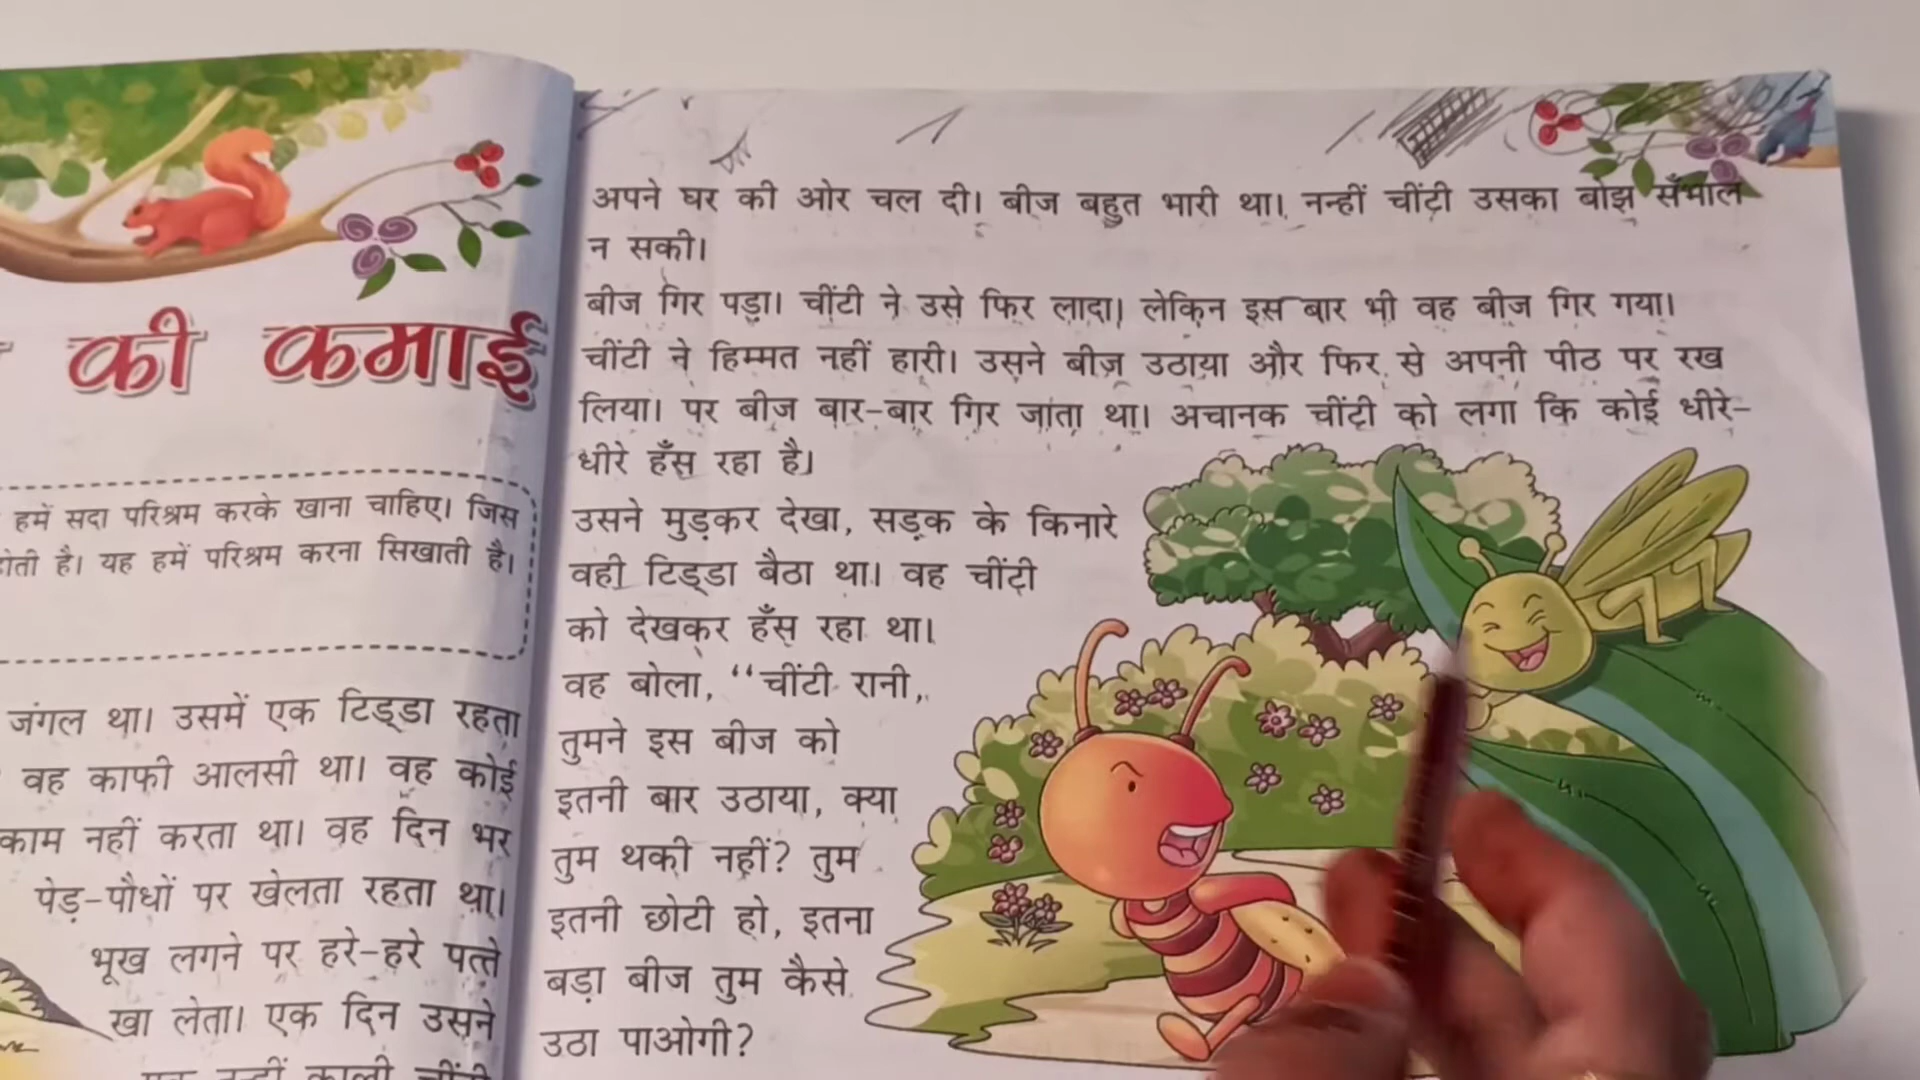 की कमाई
हमें सदा परिश्रम करके खाना चाहिए। जिस
होती है। यह हमें परिश्रम करना सिखाती है।
जंगल था। उसमें एक टिड्डा रहता
वह काफी आलसी था। वह कोई
काम नहीं करता था। वह दिन भर
पेड़-पौधों पर खेलता रहता था।
भूख लगने पर हरे-हरे पत्ते
खा लेता। एक दिन उसने
अपने घर की ओर चल दी। बीज बहुत भारी था। नन्हीं चींटी उसका बोझ सँभाल
न सकी।
बीज गिर पड़ा। चींटी ने उसे फिर लादा। लेकिन इस बार भी वह बीज गिर गया।
चींटी ने हिम्मत नहीं हारी। उसने बीज उठाया और फिर से अपनी पीठ पर रख
लिया। पर बीज बार-बार गिर जाता था। अचानक चींटी को लगा कि कोई धीरे-
धीरे हँस रहा है।
उसने मुड़कर देखा, सड़क के किनारे
वही टिड्डा बैठा था। वह चींटी
को देखकर हँस रहा था।
वह बोला, “चींटी रानी,
तुमने इस बीज को
इतनी बार उठाया, क्या
तुम थकी नहीं? तुम
इतनी छोटी हो, इतना
बड़ा बीज तुम कैसे
उठा पाओगी?